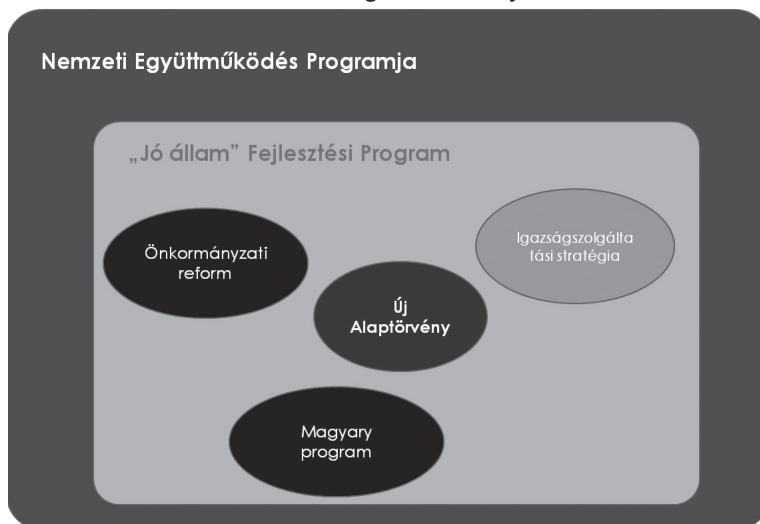 Nemzeti Együttműködés Programja
„Jó állam” Fejlesztési Program
Önkormányzati
reform
Igazságszolgálta
tási stratégia
Új
Alaptörvény
Magyary
program